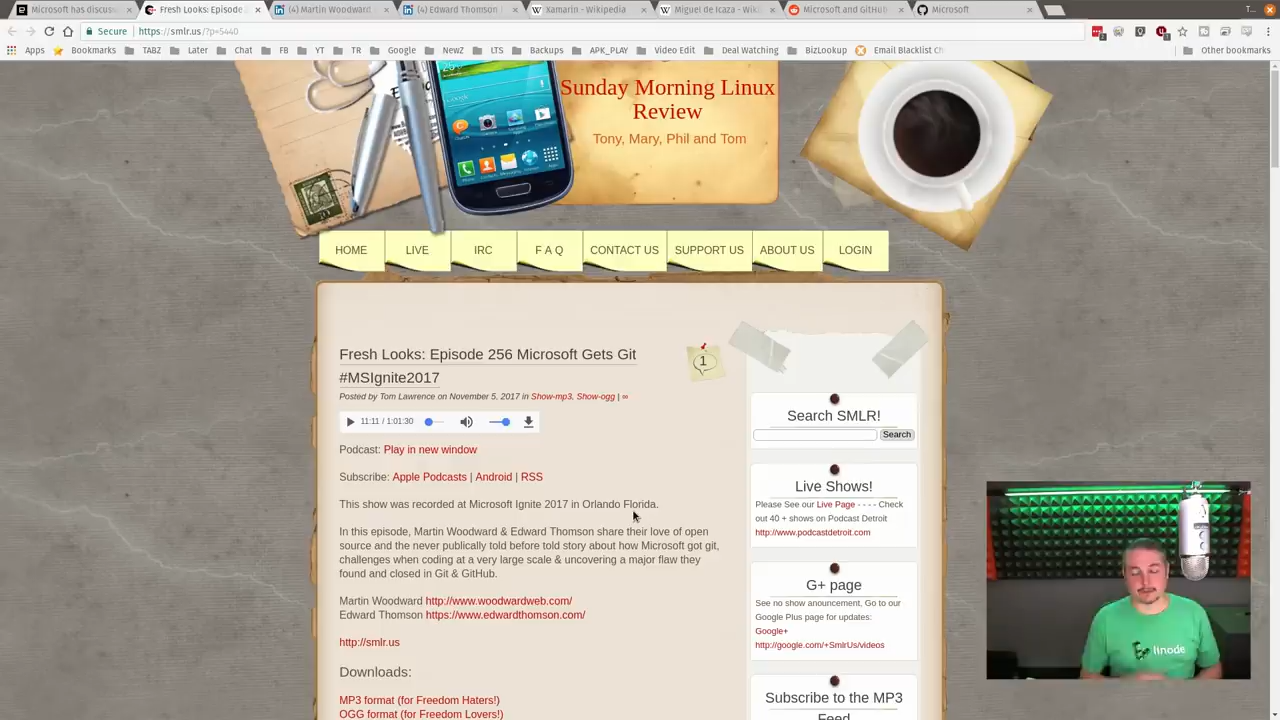 Microsoft has discuss
Fresh Looks: Episode
(4) Martin Woodward
(4) Edward Thomson
Xamarin - Wikipedia
Miguel de Icaza - Wiki
Microsoft and GitHub
Microsoft
Secure
https://smlr.us/?p=5440
Apps
Bookmarks
TABZ
Later
Chat
FB
YT
TR
Google
NewZ
LTS
Backups
APK_PLAY
Video Edit
Deal Watching
BizLookup
Email Blacklist Ch
Other bookmarks
Sunday Morning Linux
Review
Tony, Mary, Phil and Tom
HOME
LIVE
IRC
F A Q
CONTACT US
SUPPORT US
ABOUT US
LOGIN
Fresh Looks: Episode 256 Microsoft Gets Git
#MSIgnite2017
1
Posted by Tom Lawrence on November 5, 2017 in Show-mp3, Show-ogg | ∞
11:11 / 1:01:30
Podcast: Play in new window
Subscribe: Apple Podcasts | Android | RSS
This show was recorded at Microsoft Ignite 2017 in Orlando Florida.
In this episode, Martin Woodward & Edward Thomson share their love of open
source and the never publically told before told story about how Microsoft got git,
challenges when coding at a very large scale & uncovering a major flaw they
found and closed in Git & GitHub.
Martin Woodward http://www.woodwardweb.com/
Edward Thomson https://www.edwardthomson.com/
http://smlr.us
Downloads:
MP3 format (for Freedom Haters!)
OGG format (for Freedom Lovers!)
Search SMLR!
Search
Live Shows!
Please See our Live Page - - - - Check
out 40 + shows on Podcast Detroit
http://www.podcastdetroit.com
G+ page
See no show anouncement, Go to our
Google Plus page for updates:
Google+
http://google.com/+SmlrUs/videos
Subscribe to the MP3
Feed
linode